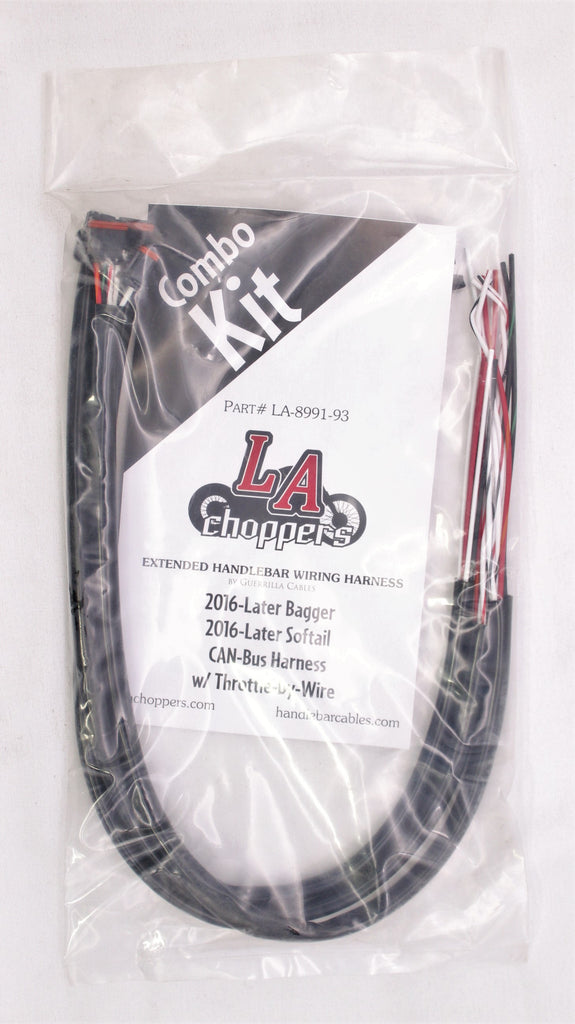 Combo
Kit
PART# LA-8991-93
LA
choppers
EXTENDED HANDLEBAR WIRING HARNESS
BY GUERRILLA CABLES
2016-Later Bagger
2016-Later Softail
CAN-Bus Harness
w/ Throttle-by-Wire
choppers.com handlebarcables.com